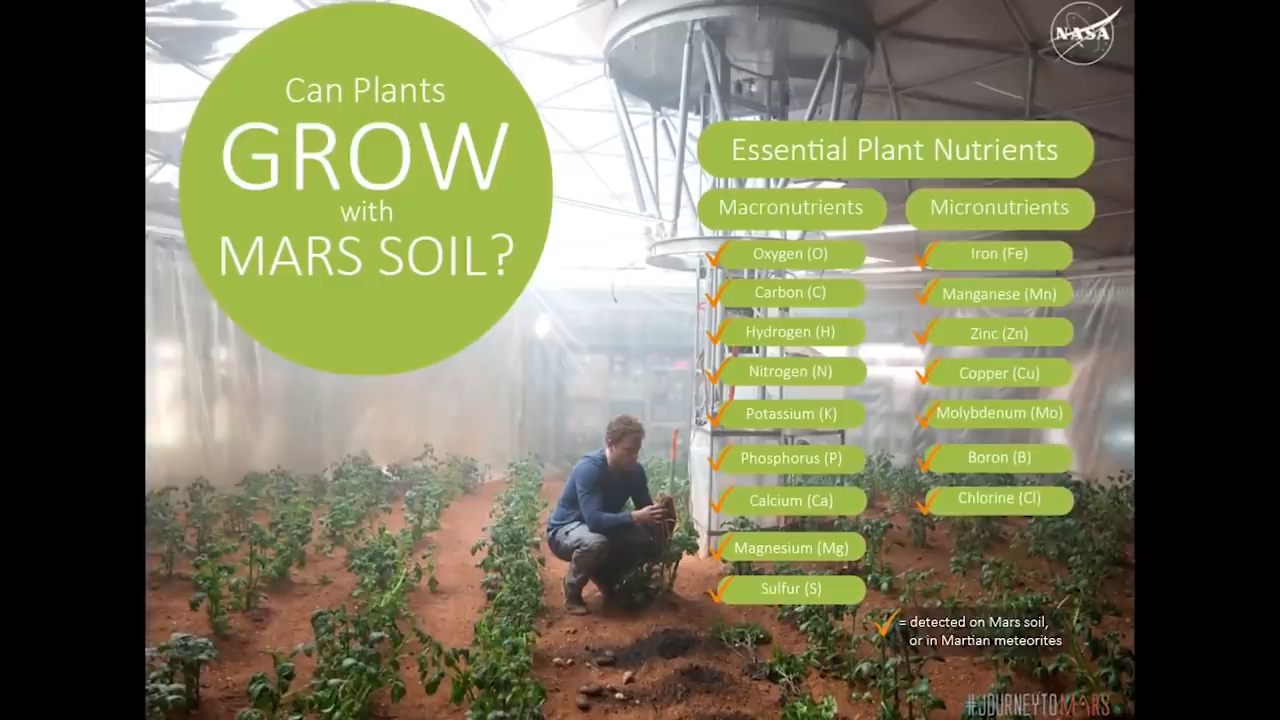 Can Plants
GROW
with
MARS SOIL?
NASA
Essential Plant Nutrients
Macronutrients
Oxygen (O)
Carbon (C)
Hydrogen (H)
Nitrogen (N)
Potassium (K)
Phosphorus (P)
Calcium (Ca)
Magnesium (Mg)
Sulfur (S)
Micronutrients
Iron (Fe)
Manganese (Mn)
Zinc (Zn)
Copper (Cu)
Molybdenum (Mo)
Boron (B)
Chlorine (Cl)
= detected on Mars soil,
or in Martian meteorites
#JOURNEYTOMARS